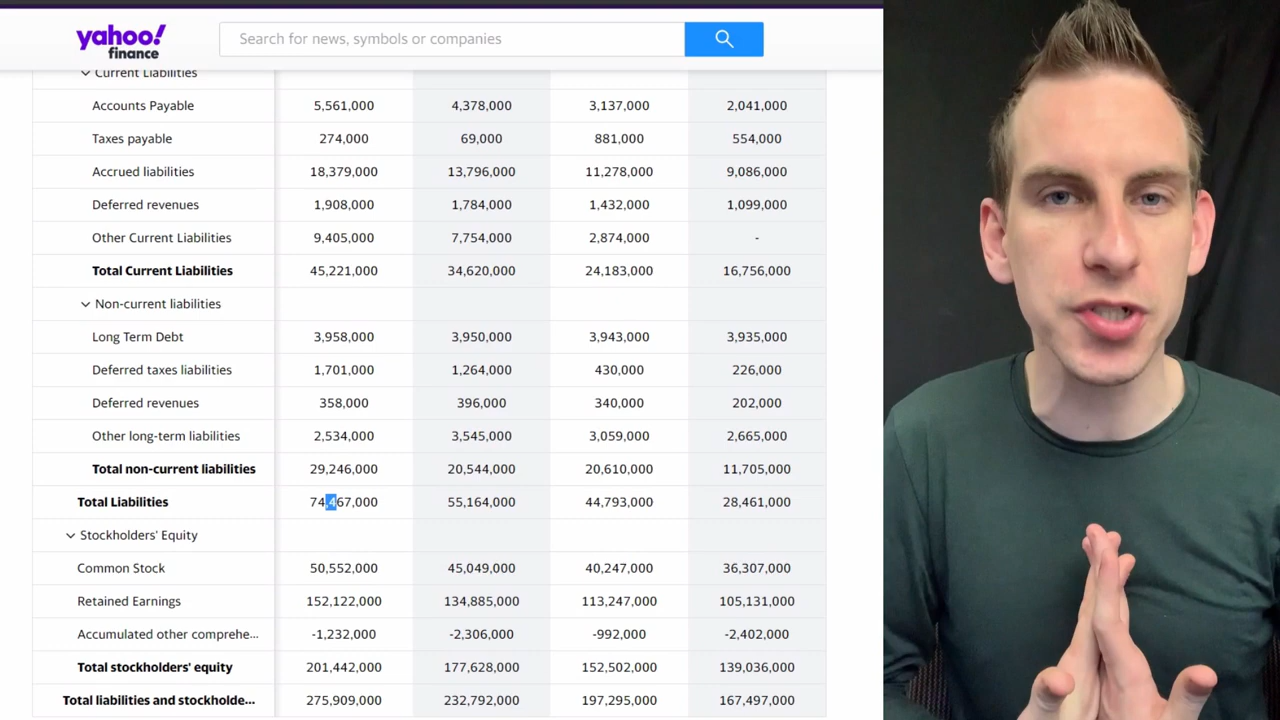 yahoo!
finance
Search for news, symbols or companies
Current Liabilities
Accounts Payable 5,561,000 4,378,000 3,137,000 2,041,000
Taxes payable 274,000 69,000 881,000 554,000
Accrued liabilities 18,379,000 13,796,000 11,278,000 9,086,000
Deferred revenues 1,908,000 1,784,000 1,432,000 1,099,000
Other Current Liabilities 9,405,000 7,754,000 2,874,000 -
Total Current Liabilities 45,221,000 34,620,000 24,183,000 16,756,000
Non-current liabilities
Long Term Debt 3,958,000 3,950,000 3,943,000 3,935,000
Deferred taxes liabilities 1,701,000 1,264,000 430,000 226,000
Deferred revenues 358,000 396,000 340,000 202,000
Other long-term liabilities 2,534,000 3,545,000 3,059,000 2,665,000
Total non-current liabilities 29,246,000 20,544,000 20,610,000 11,705,000
Total Liabilities 74,467,000 55,164,000 44,793,000 28,461,000
Stockholders' Equity
Common Stock 50,552,000 45,049,000 40,247,000 36,307,000
Retained Earnings 152,122,000 134,885,000 113,247,000 105,131,000
Accumulated other comprehe... -1,232,000 -2,306,000 -992,000 -2,402,000
Total stockholders' equity 201,442,000 177,628,000 152,502,000 139,036,000
Total liabilities and stockholde... 275,909,000 232,792,000 197,295,000 167,497,000